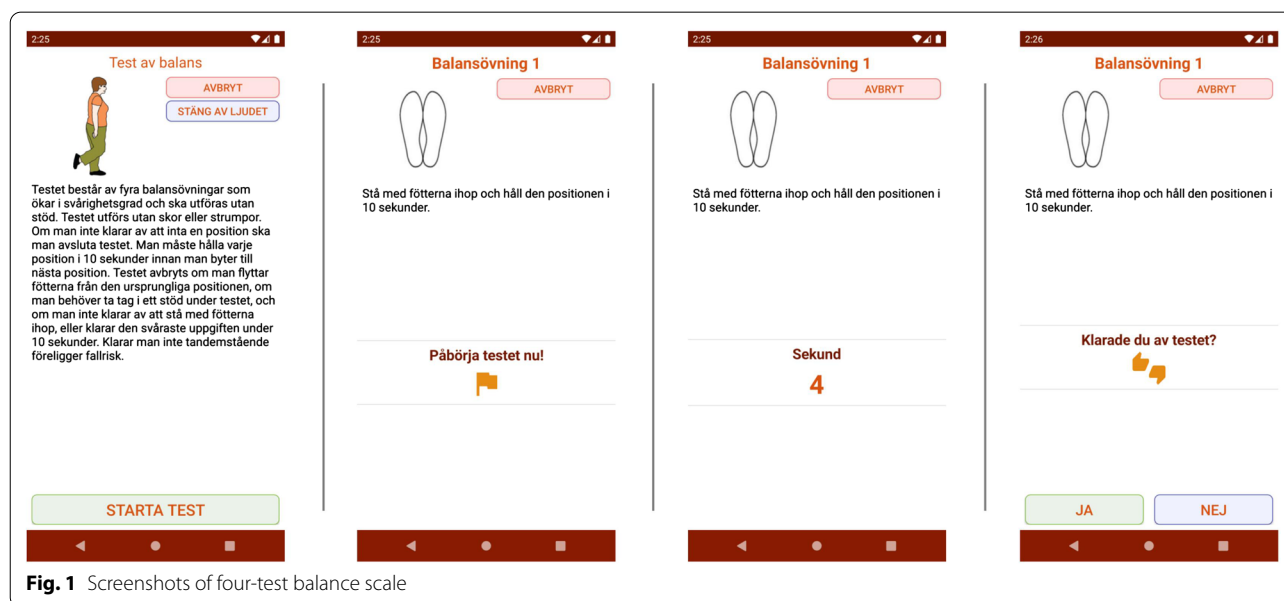 2:25
Test av balans
AVBRYT
STÄNG AV LJUDET
Testet består av fyra balansövningar som
ökar i svårighetsgrad och ska utföras utan
stöd. Testet utförs utan skor eller strumpor.
Om man inte klarar av att inta en position ska
man avsluta testet. Man måste hålla varje
position i 10 sekunder innan man byter till
nästa position. Testet avbryts om man flyttar
fötterna från den ursprungliga positionen, om
man behöver ta tag i ett stöd under testet, och
om man inte klarar av att stå med fötterna
ihop, eller klarar den svåraste uppgiften under
10 sekunder. Klarar man inte tandemstående
föreligger fallrisk.
STARTA TEST
2:25
Balansövning 1
AVBRYT
Stå med fötterna ihop och håll den positionen i
10 sekunder.
Påbörja testet nu!
2:25
Balansövning 1
AVBRYT
Stå med fötterna ihop och håll den positionen i
10 sekunder.
Sekund
4
2:26
Balansövning 1
AVBRYT
Stå med fötterna ihop och håll den positionen i
10 sekunder.
Klarade du av testet?
JA
NEJ
Fig. 1 Screenshots of four-test balance scale